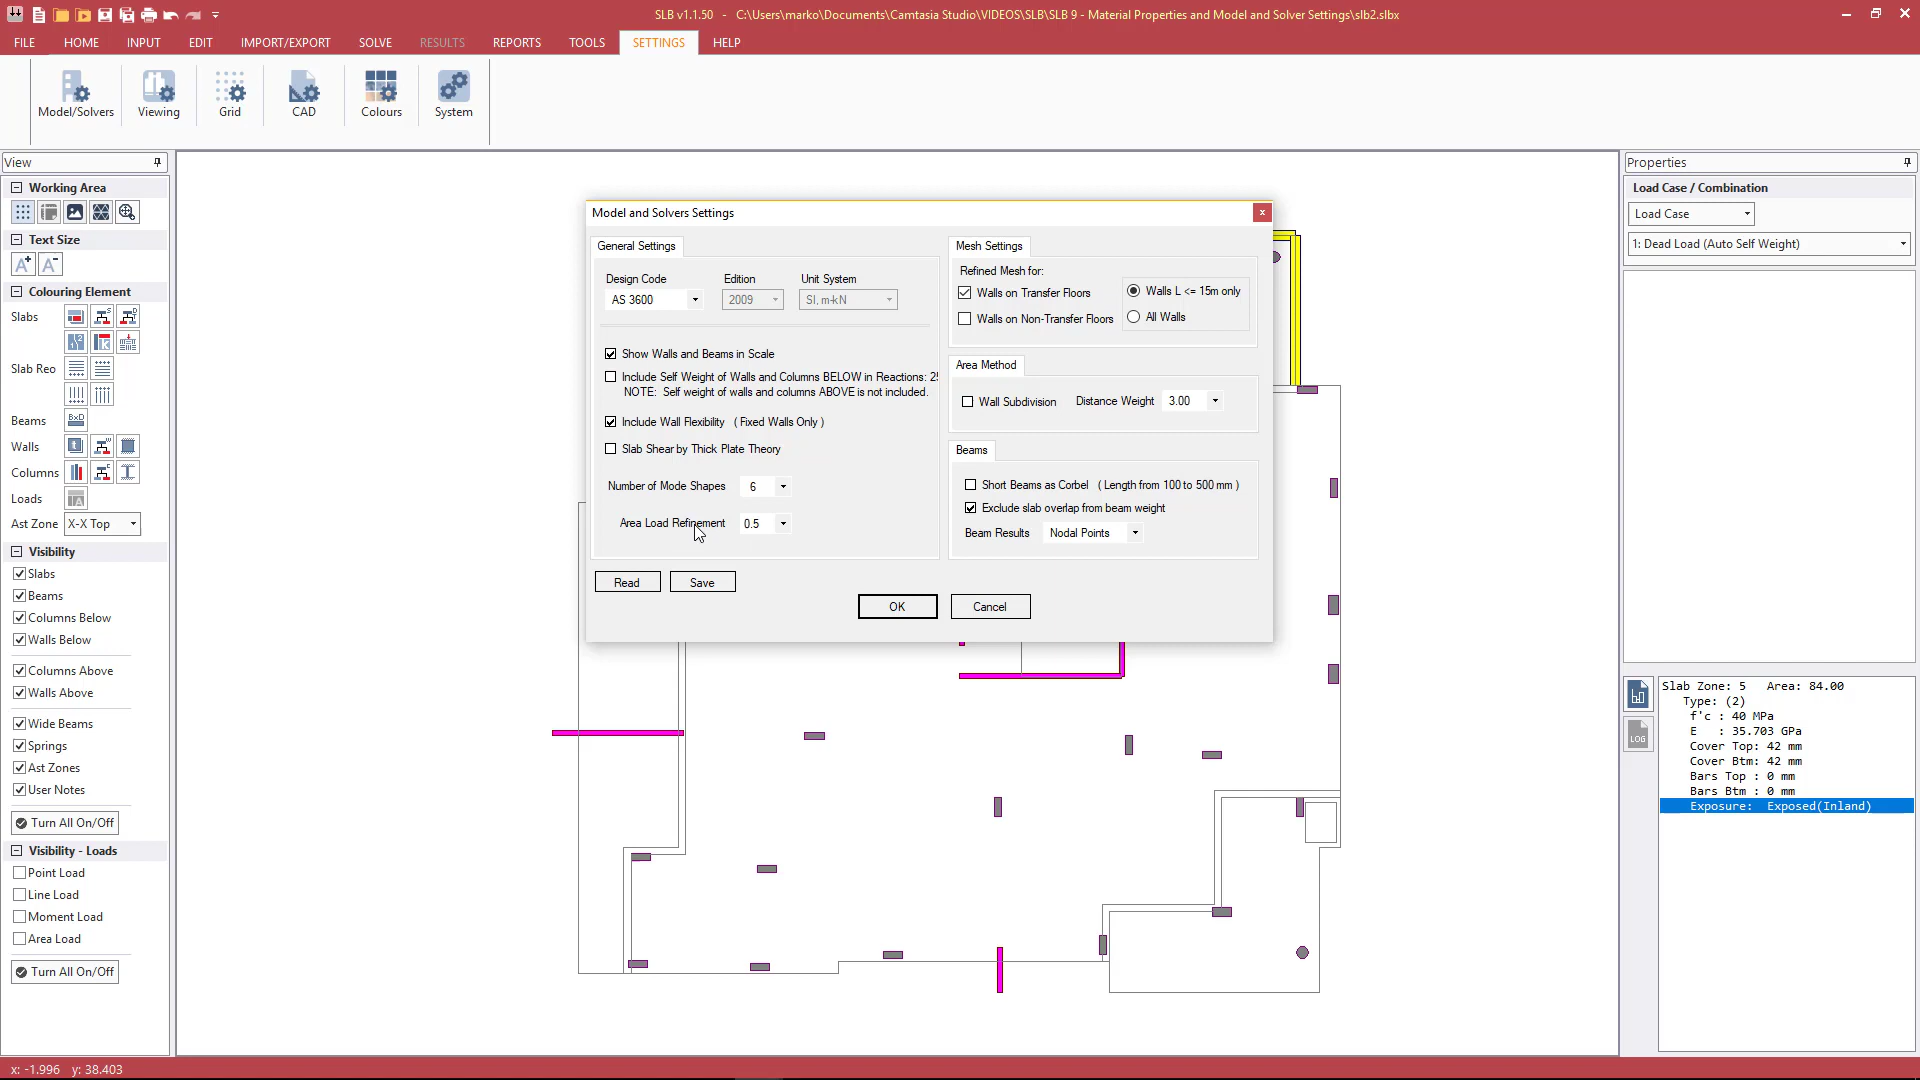 SLB v1.1.50 - C:\Users\marko\Documents\Camtasia Studio\VIDEOS\SLB\SLB 9 - Material Properties and Model and Solver Settings\slb2.slbx
FILE HOME INPUT EDIT IMPORT/EXPORT SOLVE RESULTS REPORTS TOOLS SETTINGS HELP
Model/Solvers Viewing Grid CAD Colours System
View
Working Area
Text Size
Colouring Element
Slabs
Slab Reo
Beams
Walls
Columns
Loads
Ast Zone X-X Top
Visibility
Slabs
Beams
Columns Below
Walls Below
Columns Above
Walls Above
Wide Beams
Springs
Ast Zones
User Notes
Turn All On/Off
Visibility - Loads
Point Load
Line Load
Moment Load
Area Load
Turn All On/Off
Model and Solvers Settings
General Settings
Design Code Edition Unit System
AS 3600 2009 SI, m-kN
Show Walls and Beams in Scale
Include Self Weight of Walls and Columns BELOW in Reactions: 2
NOTE: Self weight of walls and columns ABOVE is not included.
Include Wall Flexibility ( Fixed Walls Only )
Slab Shear by Thick Plate Theory
Number of Mode Shapes 6
Area Load Refinement 0.5
Read Save
Mesh Settings
Refined Mesh for:
Walls on Transfer Floors Walls L <= 15m only
Walls on Non-Transfer Floors All Walls
Area Method
Wall Subdivision Distance Weight 3.00
Beams
Short Beams as Corbel ( Length from 100 to 500 mm )
Exclude slab overlap from beam weight
Beam Results Nodal Points
OK Cancel
Properties
Load Case / Combination
Load Case
1: Dead Load (Auto Self Weight)
LOG
Slab Zone: 5 Area: 84.00
Type: (2)
f'c : 40 MPa
E : 35.703 GPa
Cover Top: 42 mm
Cover Btm: 42 mm
Bars Top : 0 mm
Bars Btm : 0 mm
Exposure: Exposed(Inland)
x: -1.996 y: 38.403